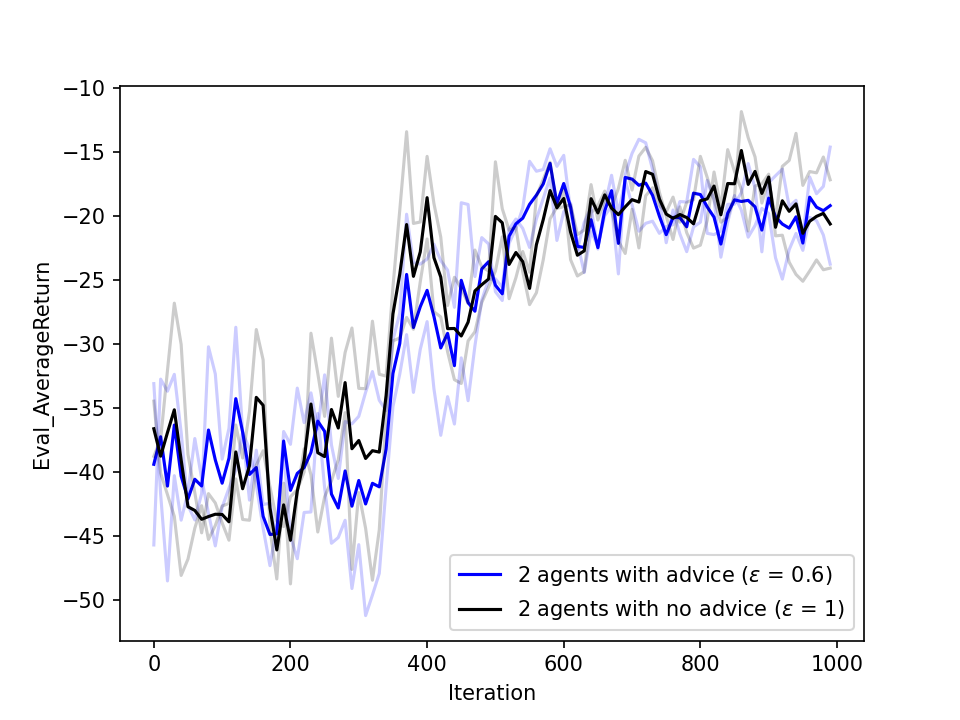 −10
−15
−20
−25
−30
−35
−40
−45
−50
Eval_AverageReturn
2 agents with advice (ε = 0.6)
2 agents with no advice (ε = 1)
0 200 400 600 800 1000
Iteration